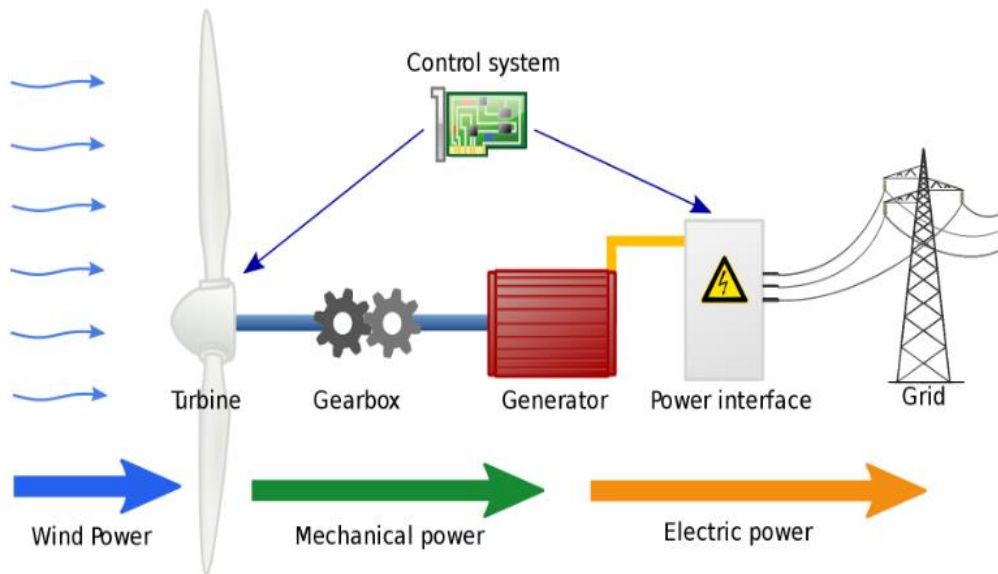 Control system
Turbine
Gearbox
Generator
Power interface
Grid
Wind Power
Mechanical power
Electric power